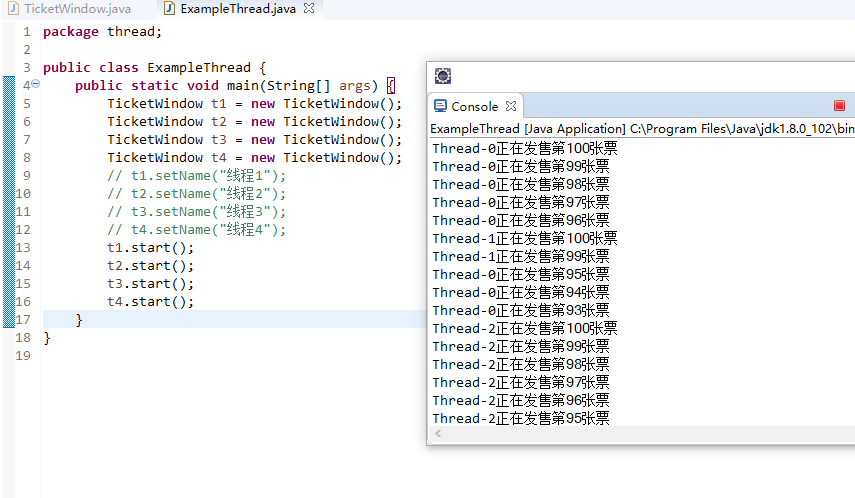 TicketWindow.java
ExampleThread.java
1 package thread;
2
3 public class ExampleThread {
4 public static void main(String[] args) {
5 TicketWindow t1 = new TicketWindow();
6 TicketWindow t2 = new TicketWindow();
7 TicketWindow t3 = new TicketWindow();
8 TicketWindow t4 = new TicketWindow();
9 // t1.setName("线程1");
10 // t2.setName("线程2");
11 // t3.setName("线程3");
12 // t4.setName("线程4");
13 t1.start();
14 t2.start();
15 t3.start();
16 t4.start();
17 }
18 }
19
Console
ExampleThread [Java Application] C:\Program Files\Java\jdk1.8.0_102\bin
Thread-0正在发售第100张票
Thread-0正在发售第99张票
Thread-0正在发售第98张票
Thread-0正在发售第97张票
Thread-0正在发售第96张票
Thread-1正在发售第100张票
Thread-1正在发售第99张票
Thread-0正在发售第95张票
Thread-0正在发售第94张票
Thread-0正在发售第93张票
Thread-2正在发售第100张票
Thread-2正在发售第99张票
Thread-2正在发售第98张票
Thread-2正在发售第97张票
Thread-2正在发售第96张票
Thread-2正在发售第95张票